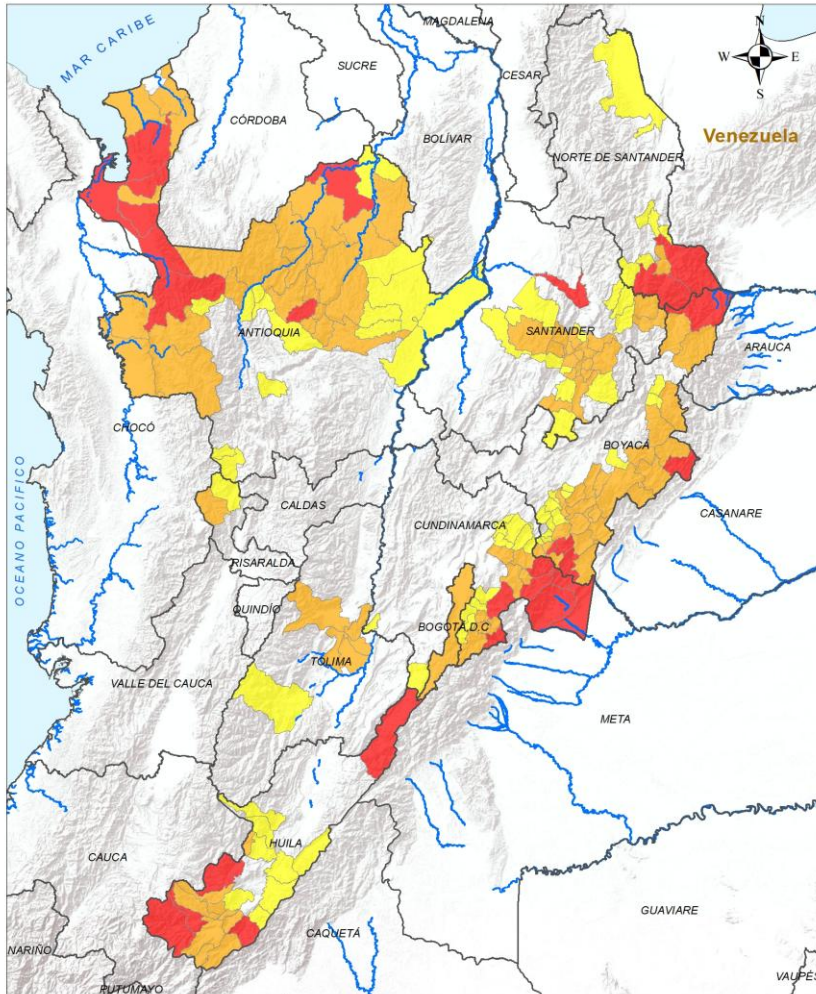 MAGDALENA
MAR CARIBE
N
W E
S
SUCRE
CESAR
CÓRDOBA
BOLÍVAR
Venezuela
NORTE DE SANTANDER
ANTIOQUIA
SANTANDER
ARAUCA
CHOCÓ
BOYACÁ
OCEANO PACIFICO
CALDAS
CUNDINAMARCA
CASANARE
RISARALDA
QUINDÍO
BOGOTÁ D.C
TOLIMA
VALLE DEL CAUCA
META
HUILA
CAUCA
GUAVIARE
CAQUETÁ
NARIÑO
PUTUMAYO
VAUPÉS